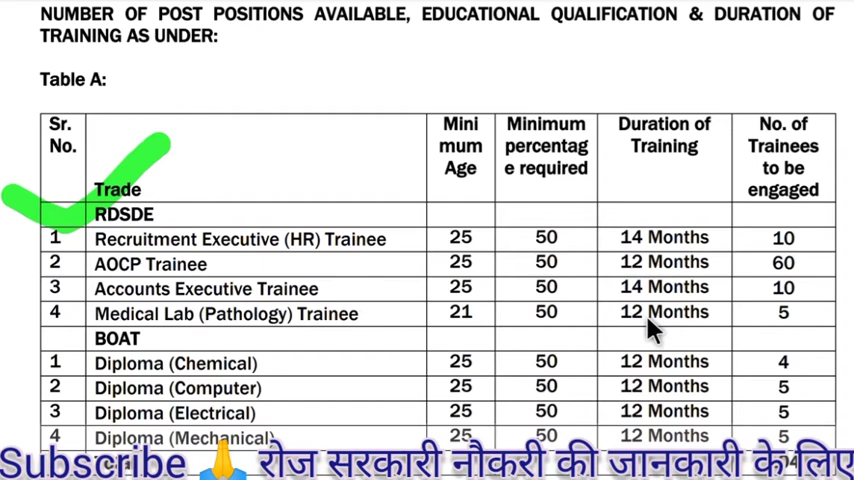 NUMBER OF POST POSITIONS AVAILABLE, EDUCATIONAL QUALIFICATION & DURATION OF
TRAINING AS UNDER:
Table A:
Sr. No. Trade Mini mum Age Minimum percentag e required Duration of Training No. of Trainees to be engaged
RDSDE
1 Recruitment Executive (HR) Trainee 25 50 14 Months 10
2 AOCP Trainee 25 50 12 Months 60
3 Accounts Executive Trainee 25 50 14 Months 10
4 Medical Lab (Pathology) Trainee 21 50 12 Months 5
BOAT
1 Diploma (Chemical) 25 50 12 Months 4
2 Diploma (Computer) 25 50 12 Months 5
3 Diploma (Electrical) 25 50 12 Months 5
4 Diploma (Mechanical) 25 50 12 Months 5
Subscribe 🙏 रोज सरकारी नौकरी की जानकारी के लिए